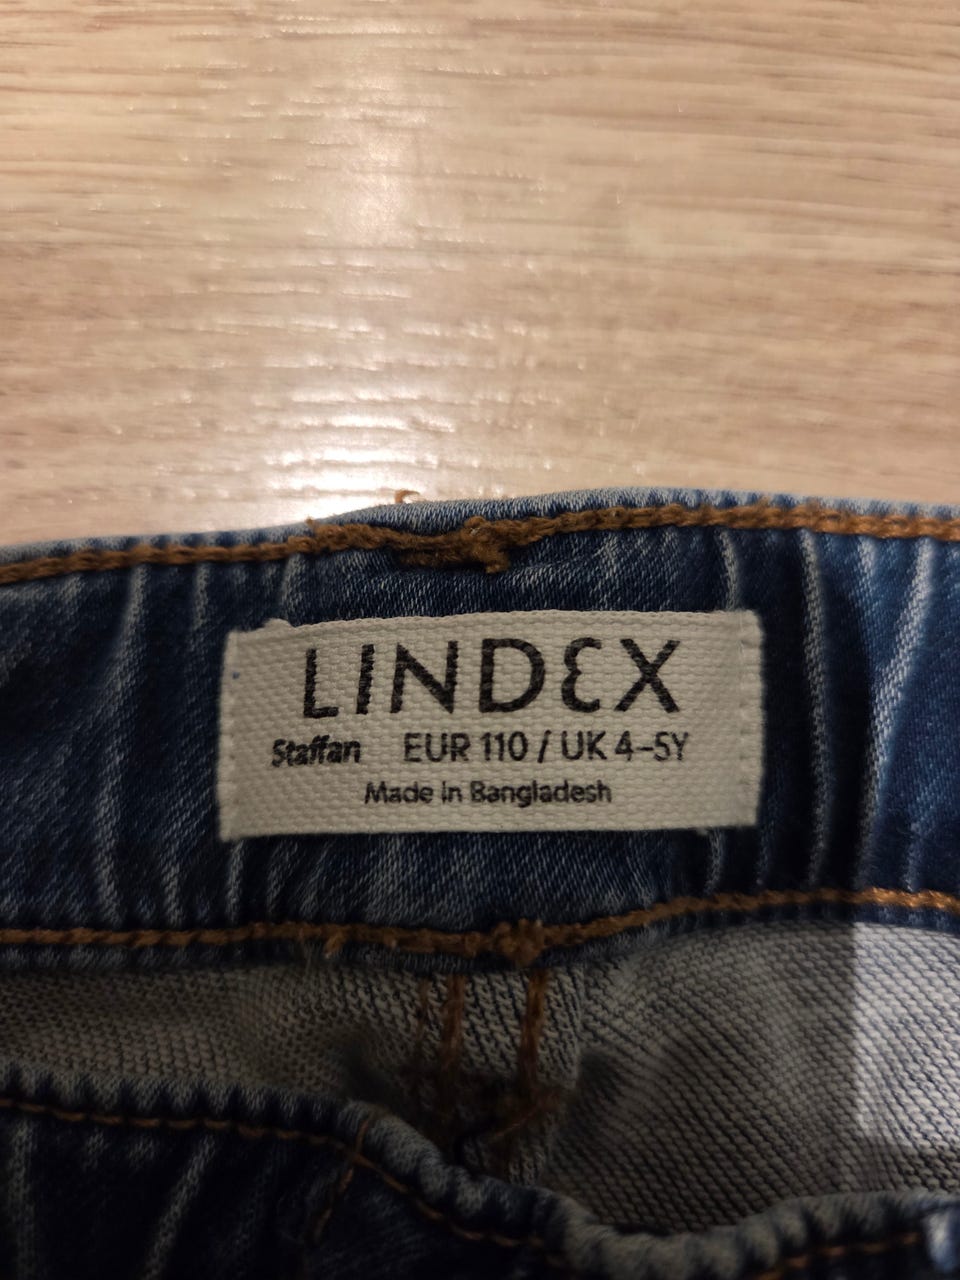 LINDEX
Staffan EUR 110 / UK 4-5Y
Made in Bangladesh